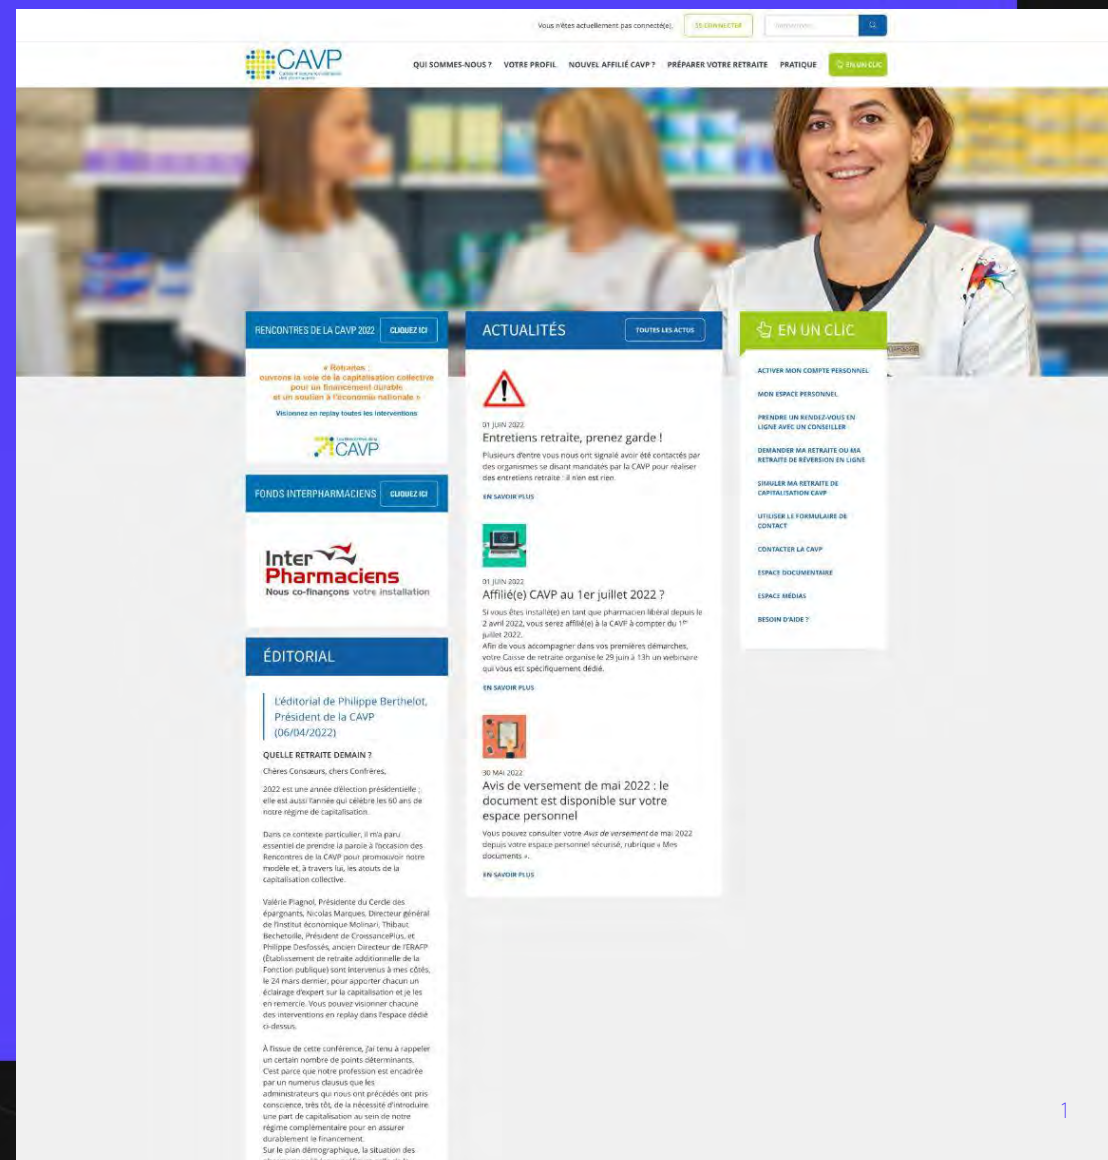 Vous n'êtes actuellement pas connecté(e).
SE CONNECTER
CAVP
QUI SOMMES-NOUS ?
VOTRE PROFIL
NOUVEL AFFILIÉ CAVP ?
PRÉPARER VOTRE RETRAITE
PRATIQUE
EN UN CLIC
RENCONTRES DE LA CAVP 2022
CLIQUEZ ICI
« Retraites :
ouvrons la voie de la capitalisation collective
pour un financement durable
et un soutien à l'économie nationale »
Visionnez en replay toutes les interventions
CAVP
FONDS INTERPHARMACIENS
CLIQUEZ ICI
Inter
Pharmaciens
Nous co-finançons votre installation
ÉDITORIAL
L'éditorial de Philippe Berthelot,
Président de la CAVP
(06/04/2022)
QUELLE RETRAITE DEMAIN ?
Chères Consœurs, chers Confrères,
2022 est une année d'élection présidentielle ;
elle est aussi l'année qui célèbre les 60 ans de
notre régime de capitalisation.
Dans ce contexte particulier, il m'a paru
essentiel de prendre la parole à l'occasion des
Rencontres de la CAVP pour promouvoir notre
modèle et, à travers lui, les atouts de la
capitalisation collective.
Valérie Plagnol, Présidente du Cercle des
épargnants, Nicolas Marques, Directeur général
de l'Institut économique Molinari, Thibaut
Bechetoille, Président de CroissancePlus, et
Philippe Desfossés, ancien Directeur de l'ERAFP
(Établissement de retraite additionnelle de la
Fonction publique) sont intervenus à mes côtés,
le 24 mars dernier, pour apporter chacun un
éclairage d'expert sur la capitalisation et je les
en remercie. Vous pouvez visionner chacune
des interventions en replay dans l'espace dédié
ci-dessus.
À l'issue de cette conférence, j'ai tenu à rappeler
un certain nombre de points déterminants.
C'est parce que notre profession est encadrée
par un numerus clausus que les
administrateurs qui nous ont précédés ont pris
conscience, très tôt, de la nécessité d'introduire
une part de capitalisation au sein de notre
régime complémentaire pour en assurer
durablement le financement.
Sur le plan démographique, la situation des
ACTUALITÉS
TOUTES LES ACTUS
01 JUIN 2022
Entretiens retraite, prenez garde !
Plusieurs d'entre vous nous ont signalé avoir été contactés par
des organismes se disant mandatés par la CAVP pour réaliser
des entretiens retraite : il n'en est rien.
EN SAVOIR PLUS
01 JUIN 2022
Affilié(e) CAVP au 1er juillet 2022 ?
Si vous êtes installé(e) en tant que pharmacien libéral depuis le
2 avril 2022, vous serez affilié(e) à la CAVP à compter du 1er
juillet 2022.
Afin de vous accompagner dans vos premières démarches,
votre Caisse de retraite organise le 29 juin à 13h un webinaire
qui vous est spécifiquement dédié.
EN SAVOIR PLUS
30 MAI 2022
Avis de versement de mai 2022 : le
document est disponible sur votre
espace personnel
Vous pouvez consulter votre Avis de versement de mai 2022
depuis votre espace personnel sécurisé, rubrique « Mes
documents ».
EN SAVOIR PLUS
EN UN CLIC
ACTIVER MON COMPTE PERSONNEL
MON ESPACE PERSONNEL
PRENDRE UN RENDEZ-VOUS EN
LIGNE AVEC UN CONSEILLER
DEMANDER MA RETRAITE OU MA
RETRAITE DE RÉVERSION EN LIGNE
SIMULER MA RETRAITE DE
CAPITALISATION CAVP
UTILISER LE FORMULAIRE DE
CONTACT
CONTACTER LA CAVP
ESPACE DOCUMENTAIRE
ESPACE MÉDIAS
BESOIN D'AIDE ?
1